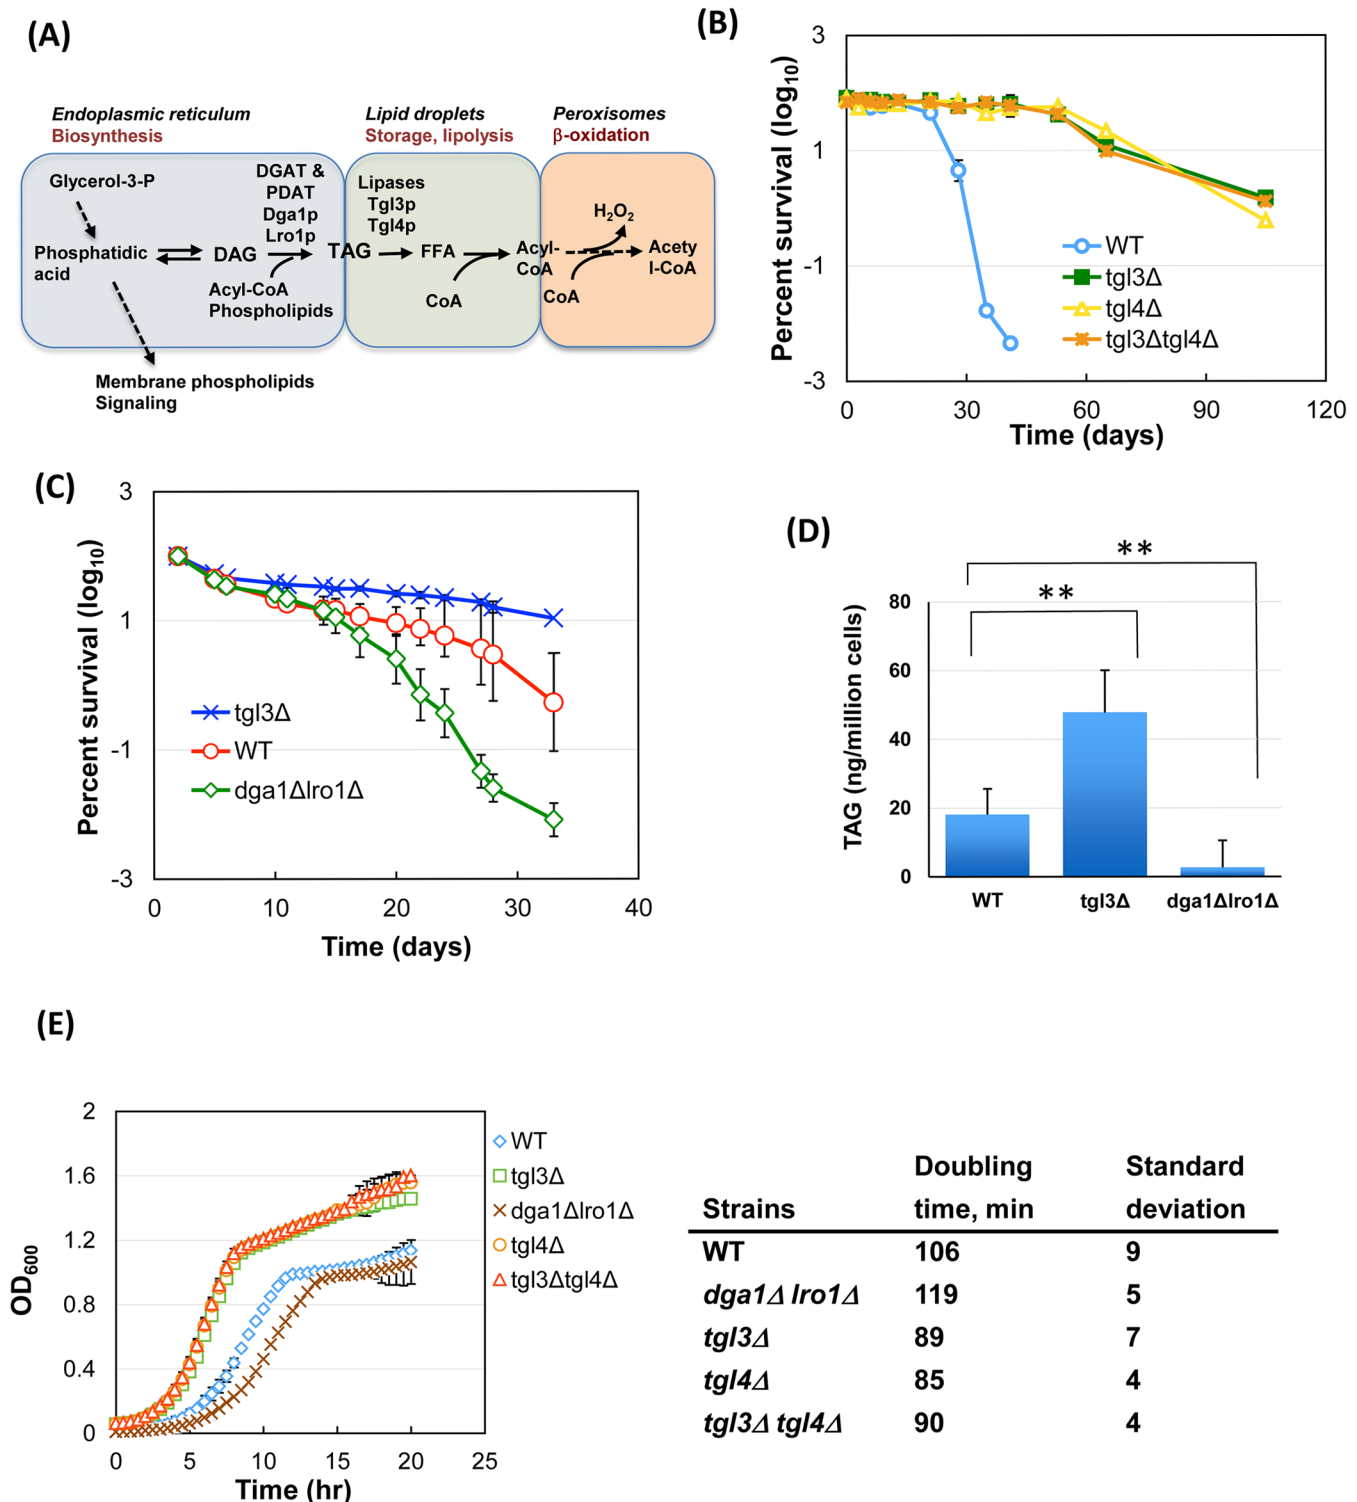 (A)
Endoplasmic reticulum
Biosynthesis
Lipid droplets
Storage, lipolysis
Peroxisomes
β-oxidation
Glycerol-3-P
Phosphatidic
acid
DAG
DGAT &
PDAT
Dga1p
Lro1p
Acyl-CoA
Phospholipids
TAG
Lipases
Tgl3p
Tgl4p
FFA
CoA
Acyl-
CoA
CoA
H₂O₂
Acety
l-CoA
Membrane phospholipids
Signaling
(B)
Percent survival (log₁₀)
3
1
-1
-3
0 30 60 90 120
Time (days)
WT
tgl3Δ
tgl4Δ
tgl3Δtgl4Δ
(C)
Percent survival (log₁₀)
3
1
-1
-3
0 10 20 30 40
Time (days)
tgl3Δ
WT
dga1Δlro1Δ
(D)
**
**
TAG (ng/million cells)
80
60
40
20
0
WT tgl3Δ dga1Δlro1Δ
(E)
OD₆₀₀
2
1.6
1.2
0.8
0.4
0
0 5 10 15 20 25
Time (hr)
WT
tgl3Δ
dga1Δlro1Δ
tgl4Δ
tgl3Δtgl4Δ
Doubling Standard
Strains time, min deviation
WT 106 9
dga1Δ lro1Δ 119 5
tgl3Δ 89 7
tgl4Δ 85 4
tgl3Δ tgl4Δ 90 4